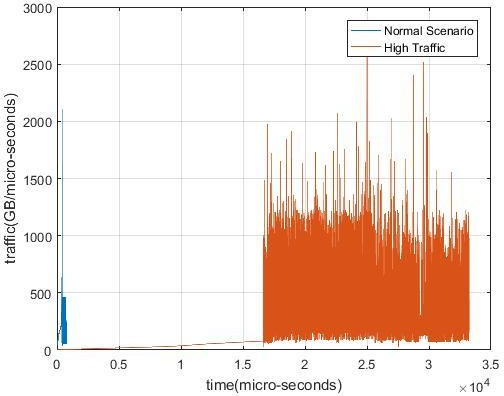 3000
2500
2000
1500
1000
500
0
traffic(GB/micro-seconds)
Normal Scenario
High Traffic
0 0.5 1 1.5 2 2.5 3 3.5
×10^4
time(micro-seconds)